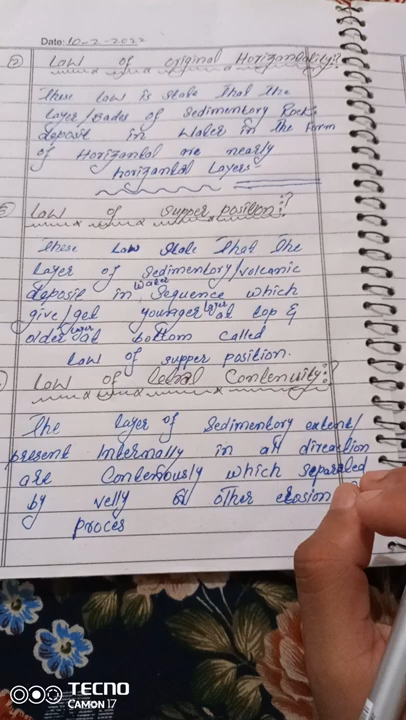 Date: 10-2-2022
Law of original Horizontality:?
These law is state that the
Layer/Bades of Sedimentory Rocks
deposit in Water in the form
of Horizontal are nearly
horizontal Layers
Law of supper position:?
These Law state that the
Layer of Sedimentory/volcanic
deposit in water Sequence which
give/get younger layer at top &
older layer at bottom called
Law of supper position.
Law of letral Contenuity:?
The layer of Sedimentory extend/
present Internally in all direaction
are Contenously which separated
by velly or other erosion
proces
TECNO
CAMON 17